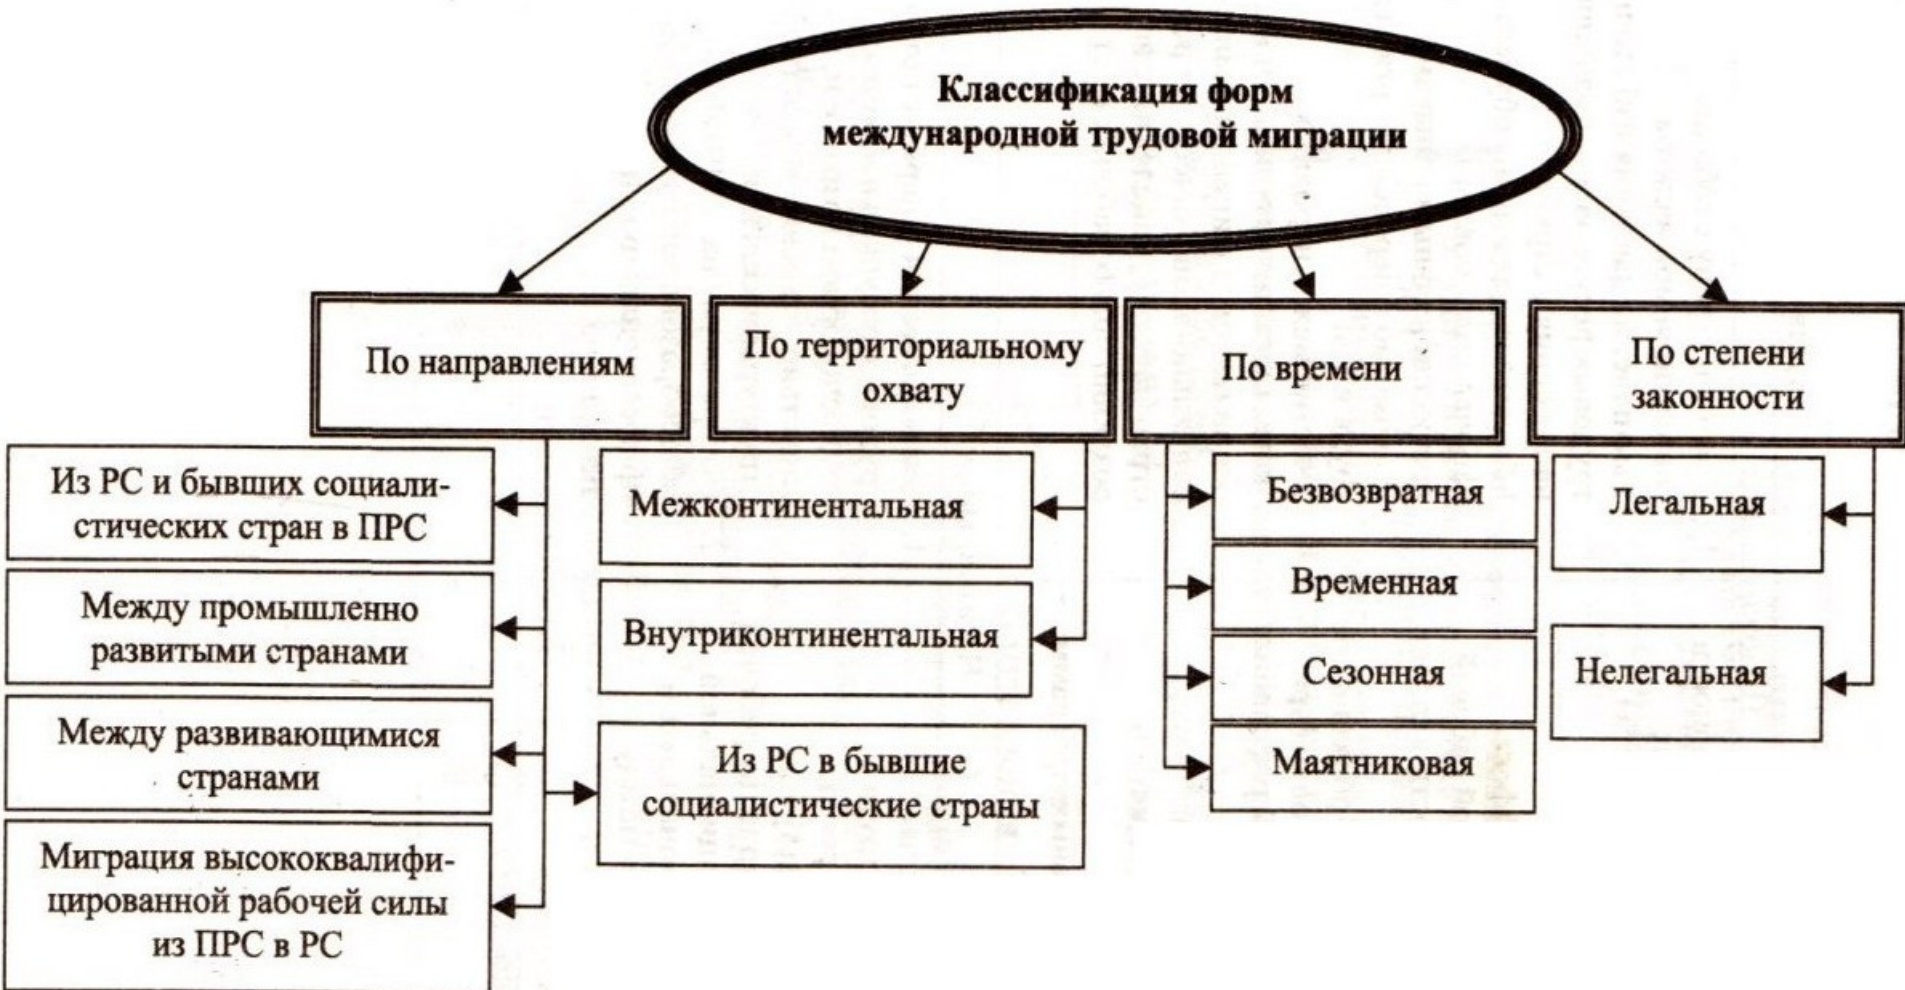 Классификация форм
международной трудовой миграции
По направлениям
По территориальному
охвату
По времени
По степени
законности
Из РС и бывших социали-
стических стран в ПРС
Между промышленно
развитыми странами
Между развивающимися
странами
Миграция высококвалифи-
цированной рабочей силы
из ПРС в РС
Из РС в бывшие
социалистические страны
Межконтинентальная
Внутриконтинентальная
Безвозвратная
Временная
Сезонная
Маятниковая
Легальная
Нелегальная